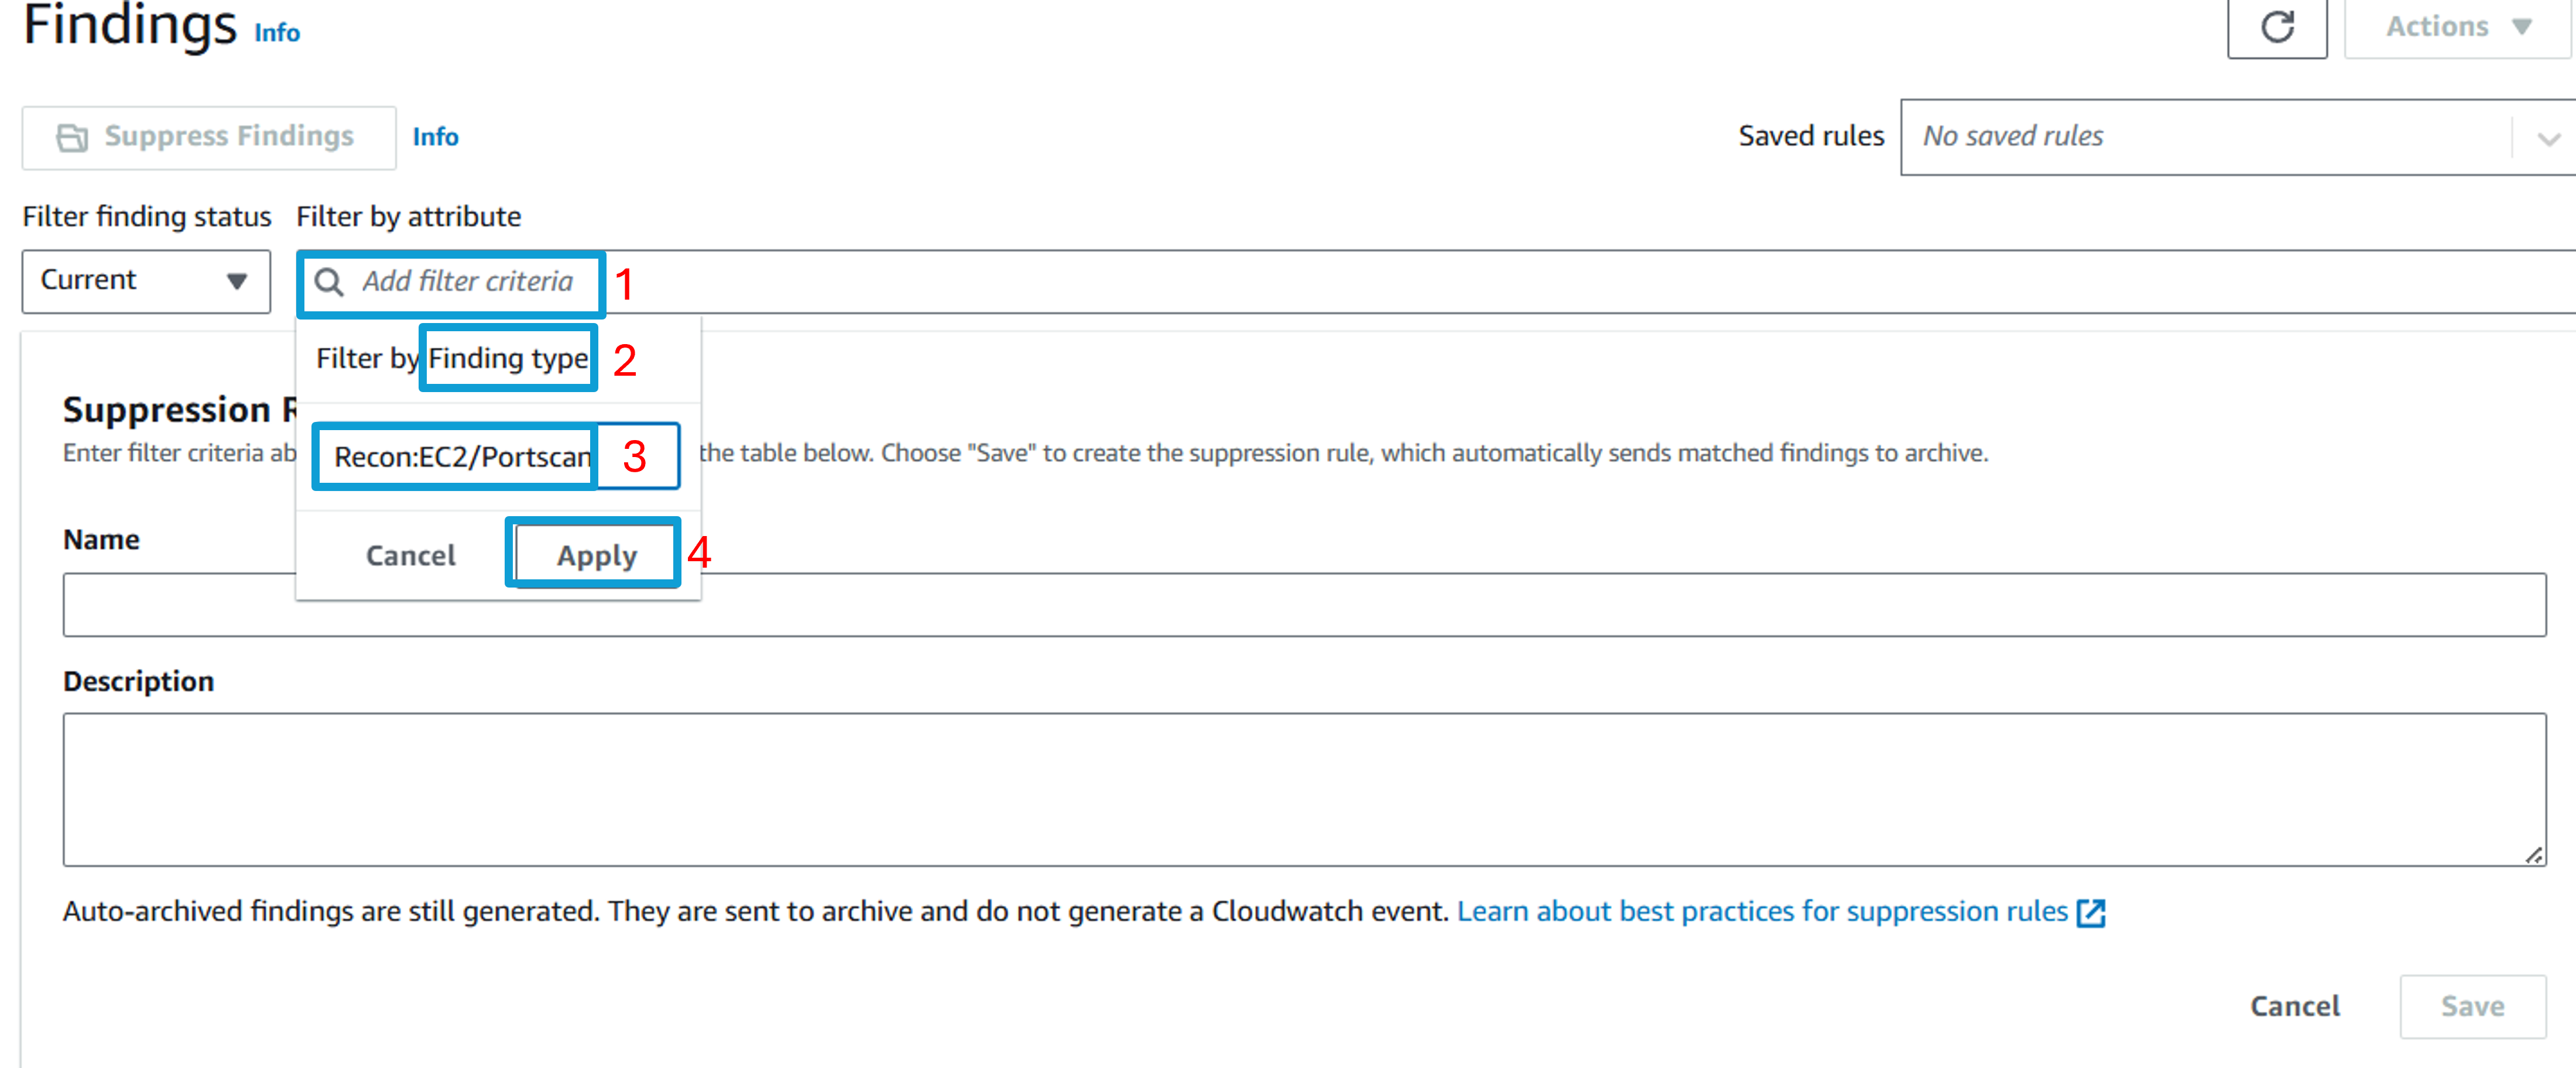 Findings Info
Actions
Suppress Findings Info
Saved rules No saved rules
Filter finding status Filter by attribute
Current Add filter criteria 1
Filter by Finding type 2
Suppression R
Enter filter criteria ab Recon:EC2/Portscan 3 the table below. Choose "Save" to create the suppression rule, which automatically sends matched findings to archive.
Name
Cancel Apply 4
Description
Auto-archived findings are still generated. They are sent to archive and do not generate a Cloudwatch event. Learn about best practices for suppression rules
Cancel Save